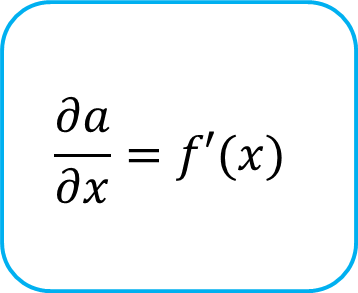 ∂a/∂x = f′(x)